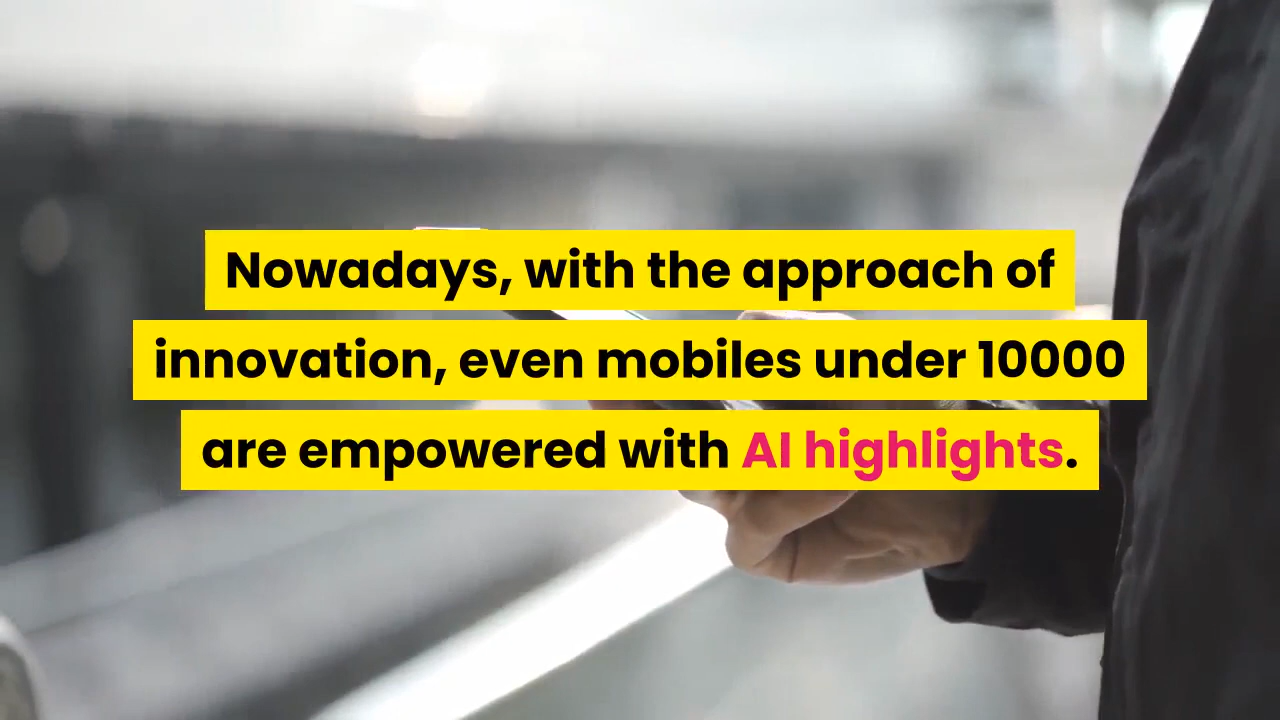 Nowadays, with the approach of
innovation, even mobiles under 10000
are empowered with AI highlights.